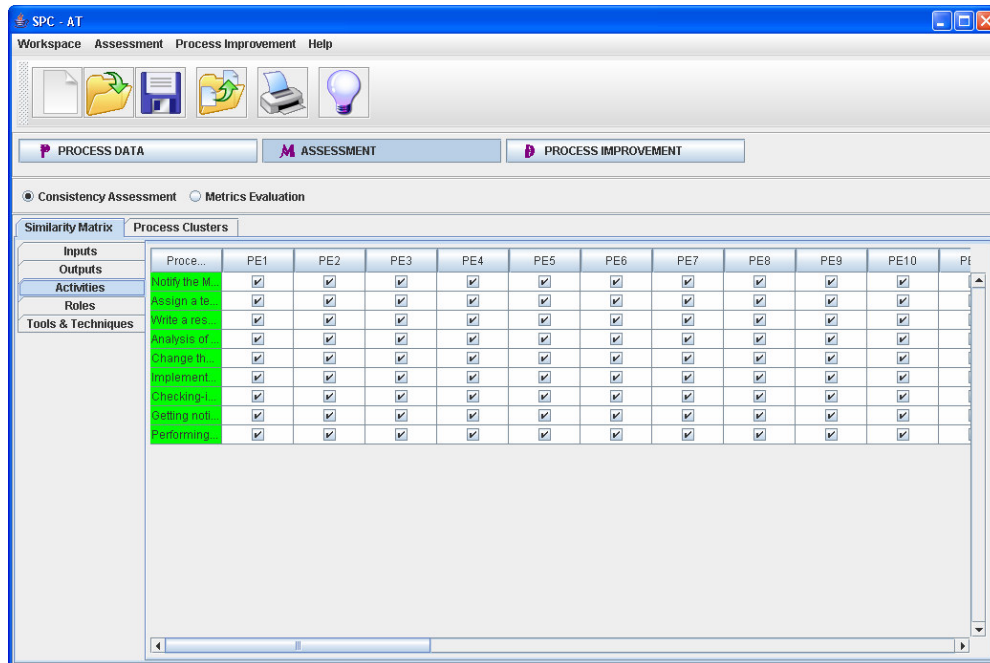 SPC - AT
Workspace Assessment Process Improvement Help
PROCESS DATA M ASSESSMENT PROCESS IMPROVEMENT
Consistency Assessment Metrics Evaluation
Similarity Matrix Process Clusters
Inputs
Outputs
Activities
Roles
Tools & Techniques
Proce... PE1 PE2 PE3 PE4 PE5 PE6 PE7 PE8 PE9 PE10 PE
Notify the M...
Assign a te...
Write a res...
Analysis of ...
Change th...
Implement...
Checking-i...
Getting noti...
Performing...